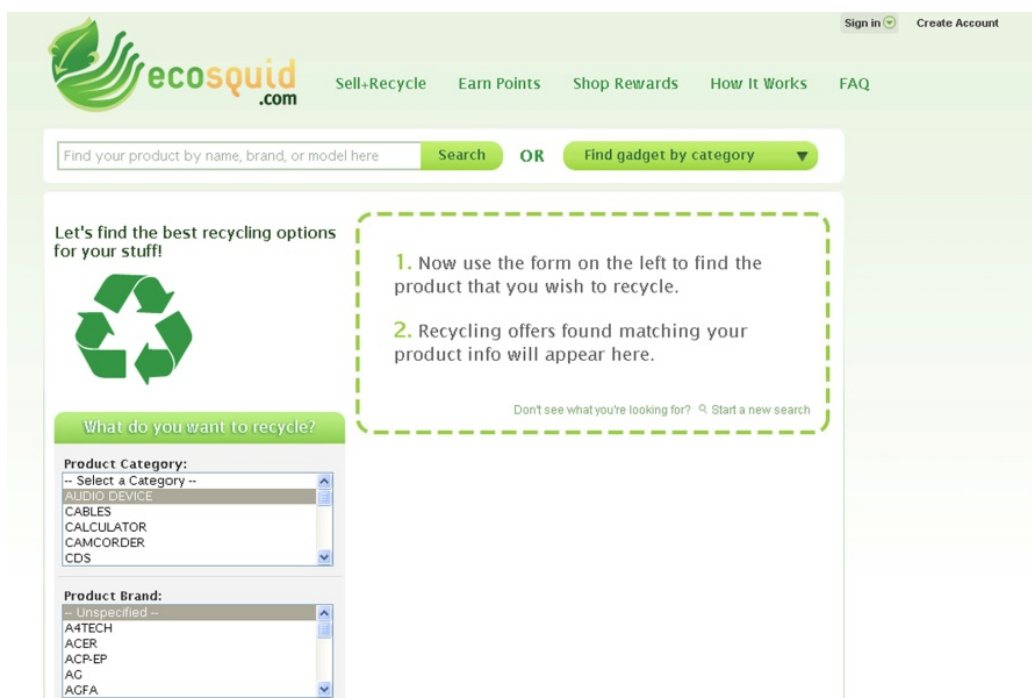 Sign in
Create Account
ecosquid
.com
Sell+Recycle
Earn Points
Shop Rewards
How It Works
FAQ
Find your product by name, brand, or model here
Search
OR
Find gadget by category
Let's find the best recycling options
for your stuff!
1. Now use the form on the left to find the
product that you wish to recycle.
2. Recycling offers found matching your
product info will appear here.
Don't see what you're looking for? Start a new search
What do you want to recycle?
Product Category:
-- Select a Category --
AUDIO DEVICE
CABLES
CALCULATOR
CAMCORDER
CDS
Product Brand:
-- Unspecified --
A4TECH
ACER
ACP-EP
AG
AGFA